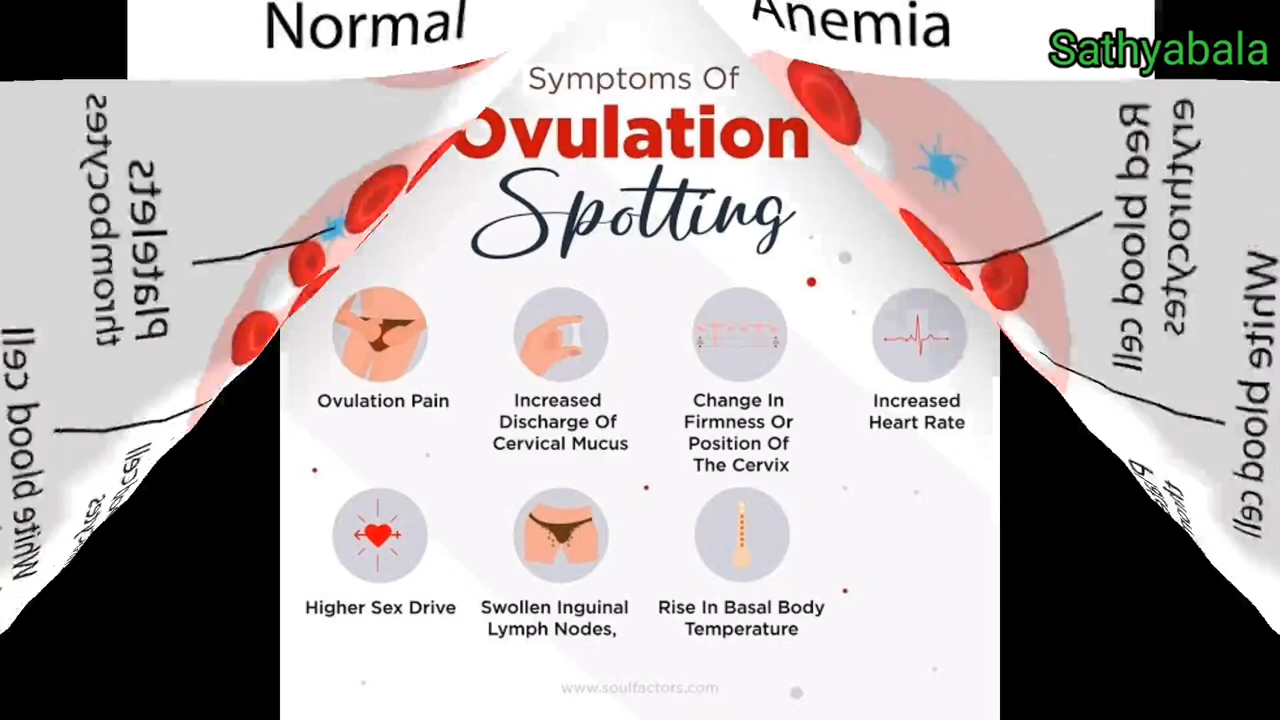 Normal
Anemia
Sathyabala
Symptoms Of
Ovulation
Spotting
thrombocytes
Platelets
White blood cell
Red blood cell
erythrocytes
White blood cell
Ovulation Pain
Increased
Discharge Of
Cervical Mucus
Change In
Firmness Or
Position Of
The Cervix
Increased
Heart Rate
Higher Sex Drive
Swollen Inguinal
Lymph Nodes,
Rise In Basal Body
Temperature
www.soulfactors.com